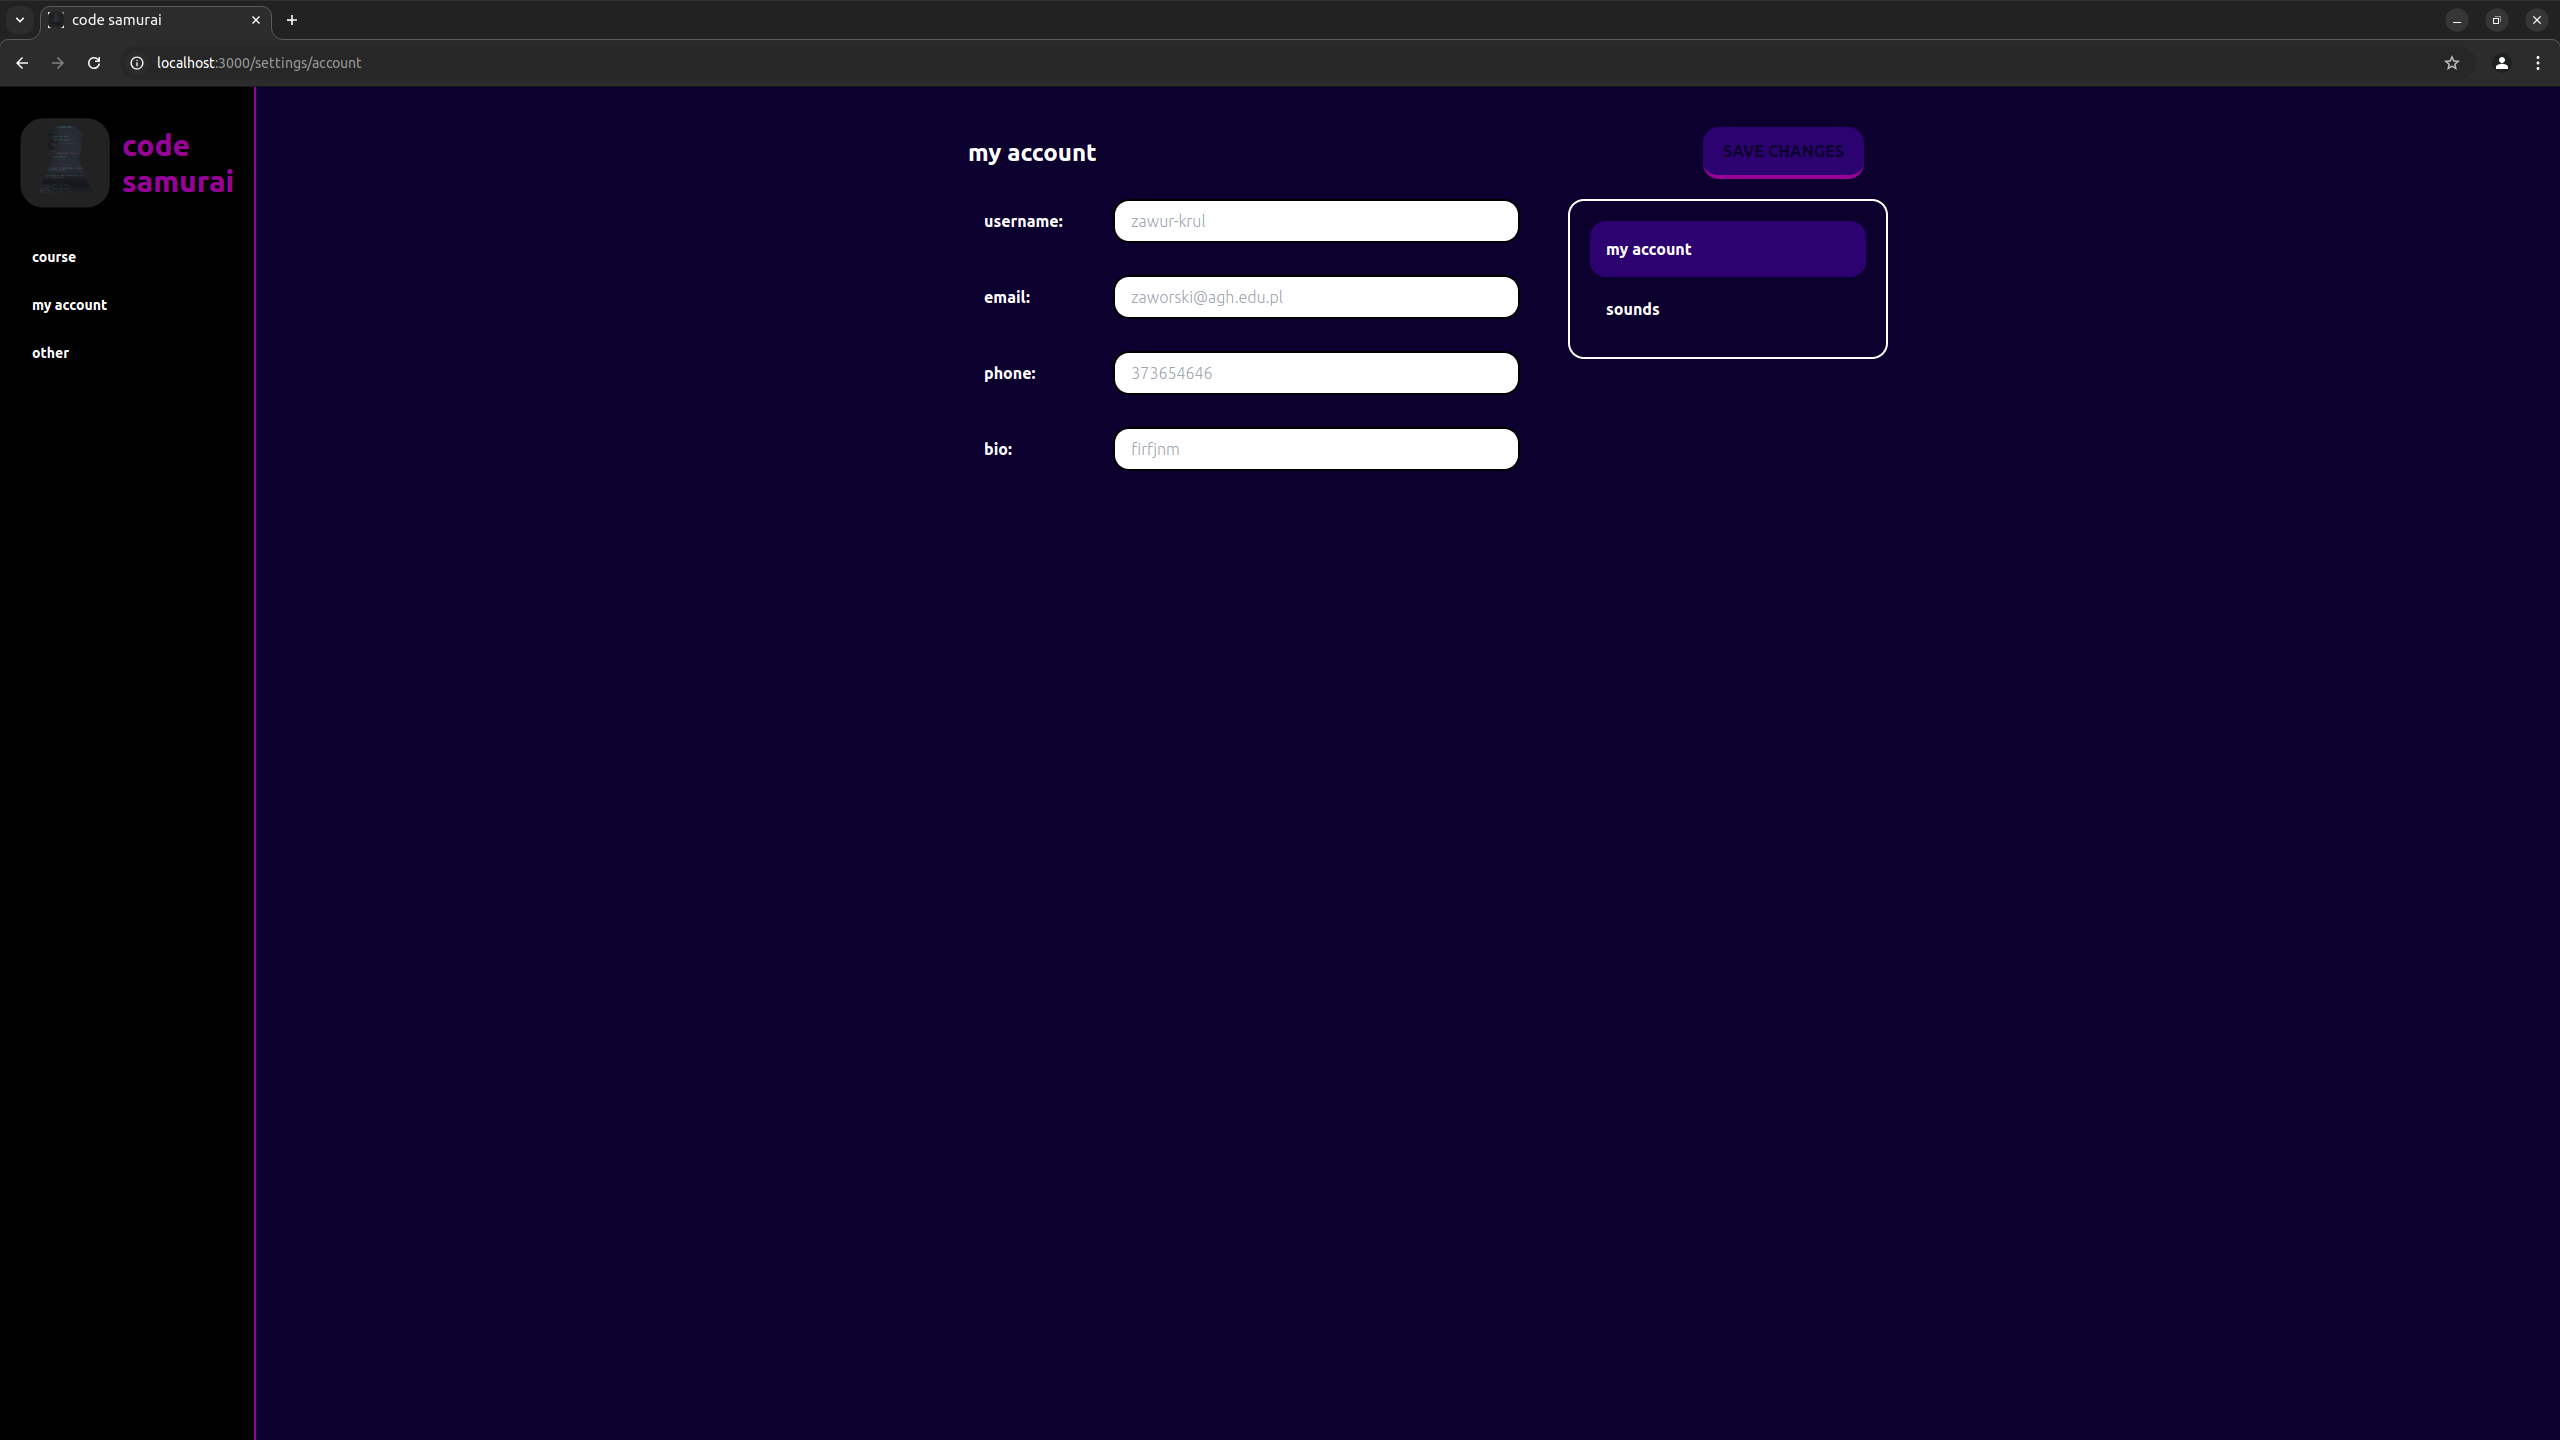 code samurai
localhost:3000/settings/account
code
samurai
course
my account
other
my account
SAVE CHANGES
username:
zawur-krul
email:
zaworski@agh.edu.pl
phone:
373654646
bio:
firfjnm
my account
sounds